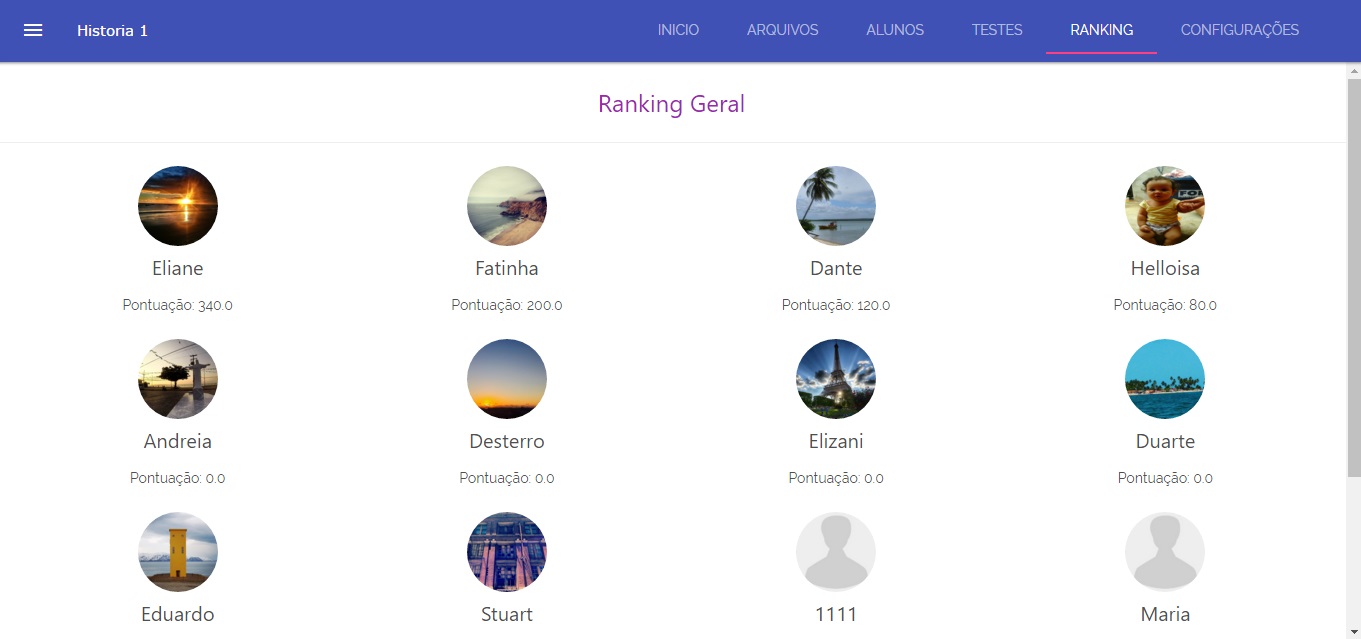 Historia 1 INICIO ARQUIVOS ALUNOS TESTES RANKING CONFIGURAÇÕES
Ranking Geral
Eliane Fatinha Dante Helloisa
Pontuação: 340.0 Pontuação: 200.0 Pontuação: 120.0 Pontuação: 80.0
Andreia Desterro Elizani Duarte
Pontuação: 0.0 Pontuação: 0.0 Pontuação: 0.0 Pontuação: 0.0
Eduardo Stuart 1111 Maria